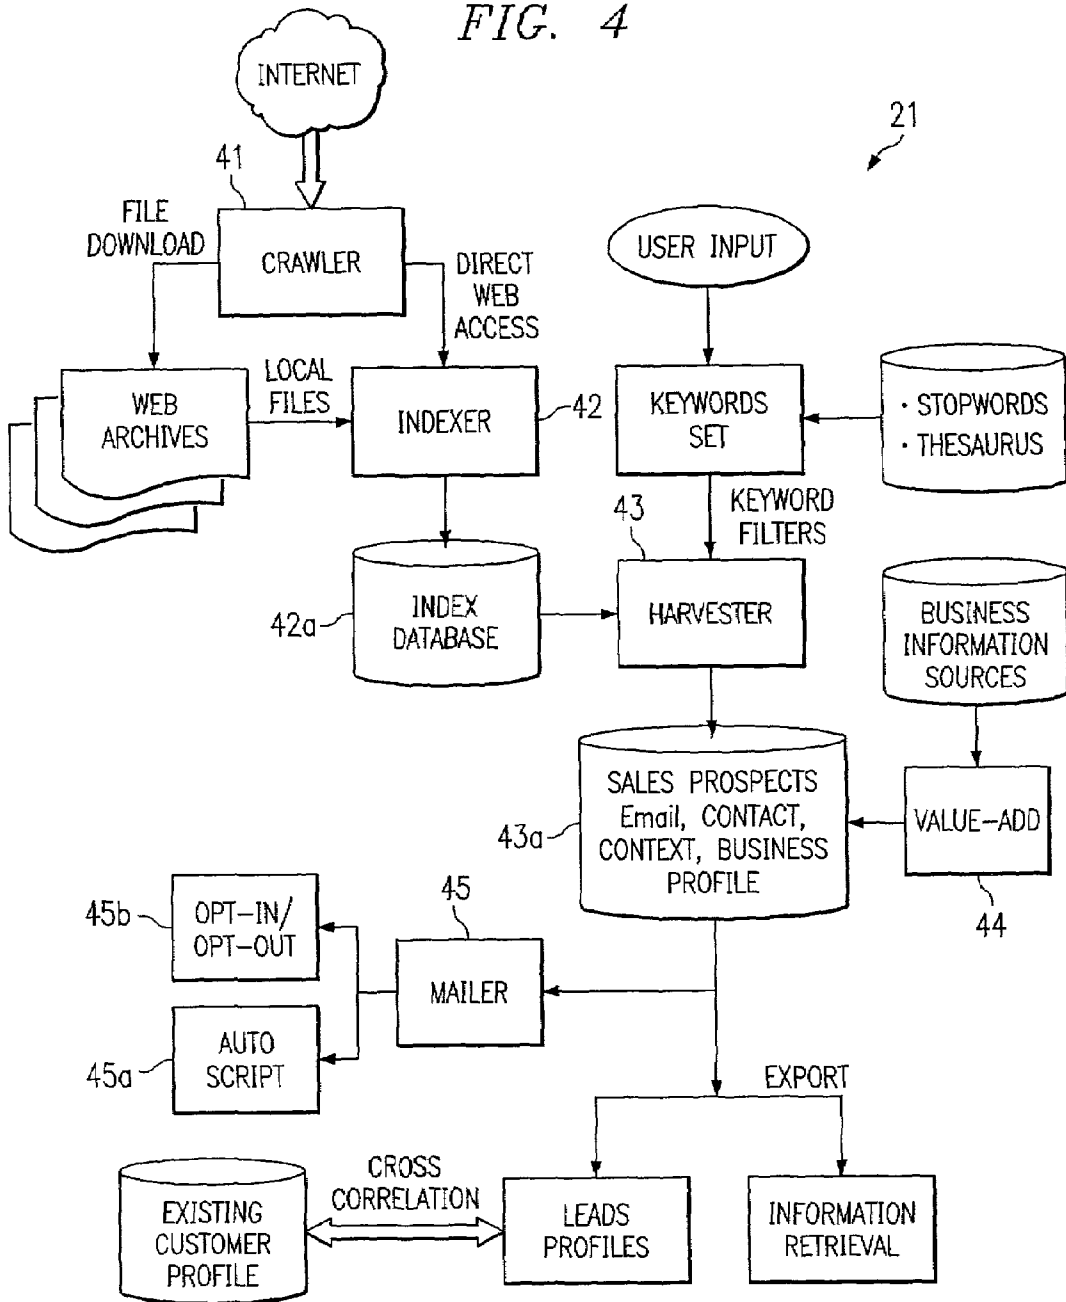 FIG. 4
INTERNET
21
41
FILE
DOWNLOAD
CRAWLER
DIRECT
WEB
ACCESS
USER INPUT
WEB
ARCHIVES
LOCAL
FILES
INDEXER
42
KEYWORDS
SET
· STOPWORDS
· THESAURUS
43
KEYWORD
FILTERS
42a
INDEX
DATABASE
HARVESTER
BUSINESS
INFORMATION
SOURCES
43a
SALES PROSPECTS
Email, CONTACT,
CONTEXT, BUSINESS
PROFILE
VALUE-ADD
44
45b
OPT-IN/
OPT-OUT
45
MAILER
45a
AUTO
SCRIPT
EXPORT
EXISTING
CUSTOMER
PROFILE
CROSS
CORRELATION
LEADS
PROFILES
INFORMATION
RETRIEVAL